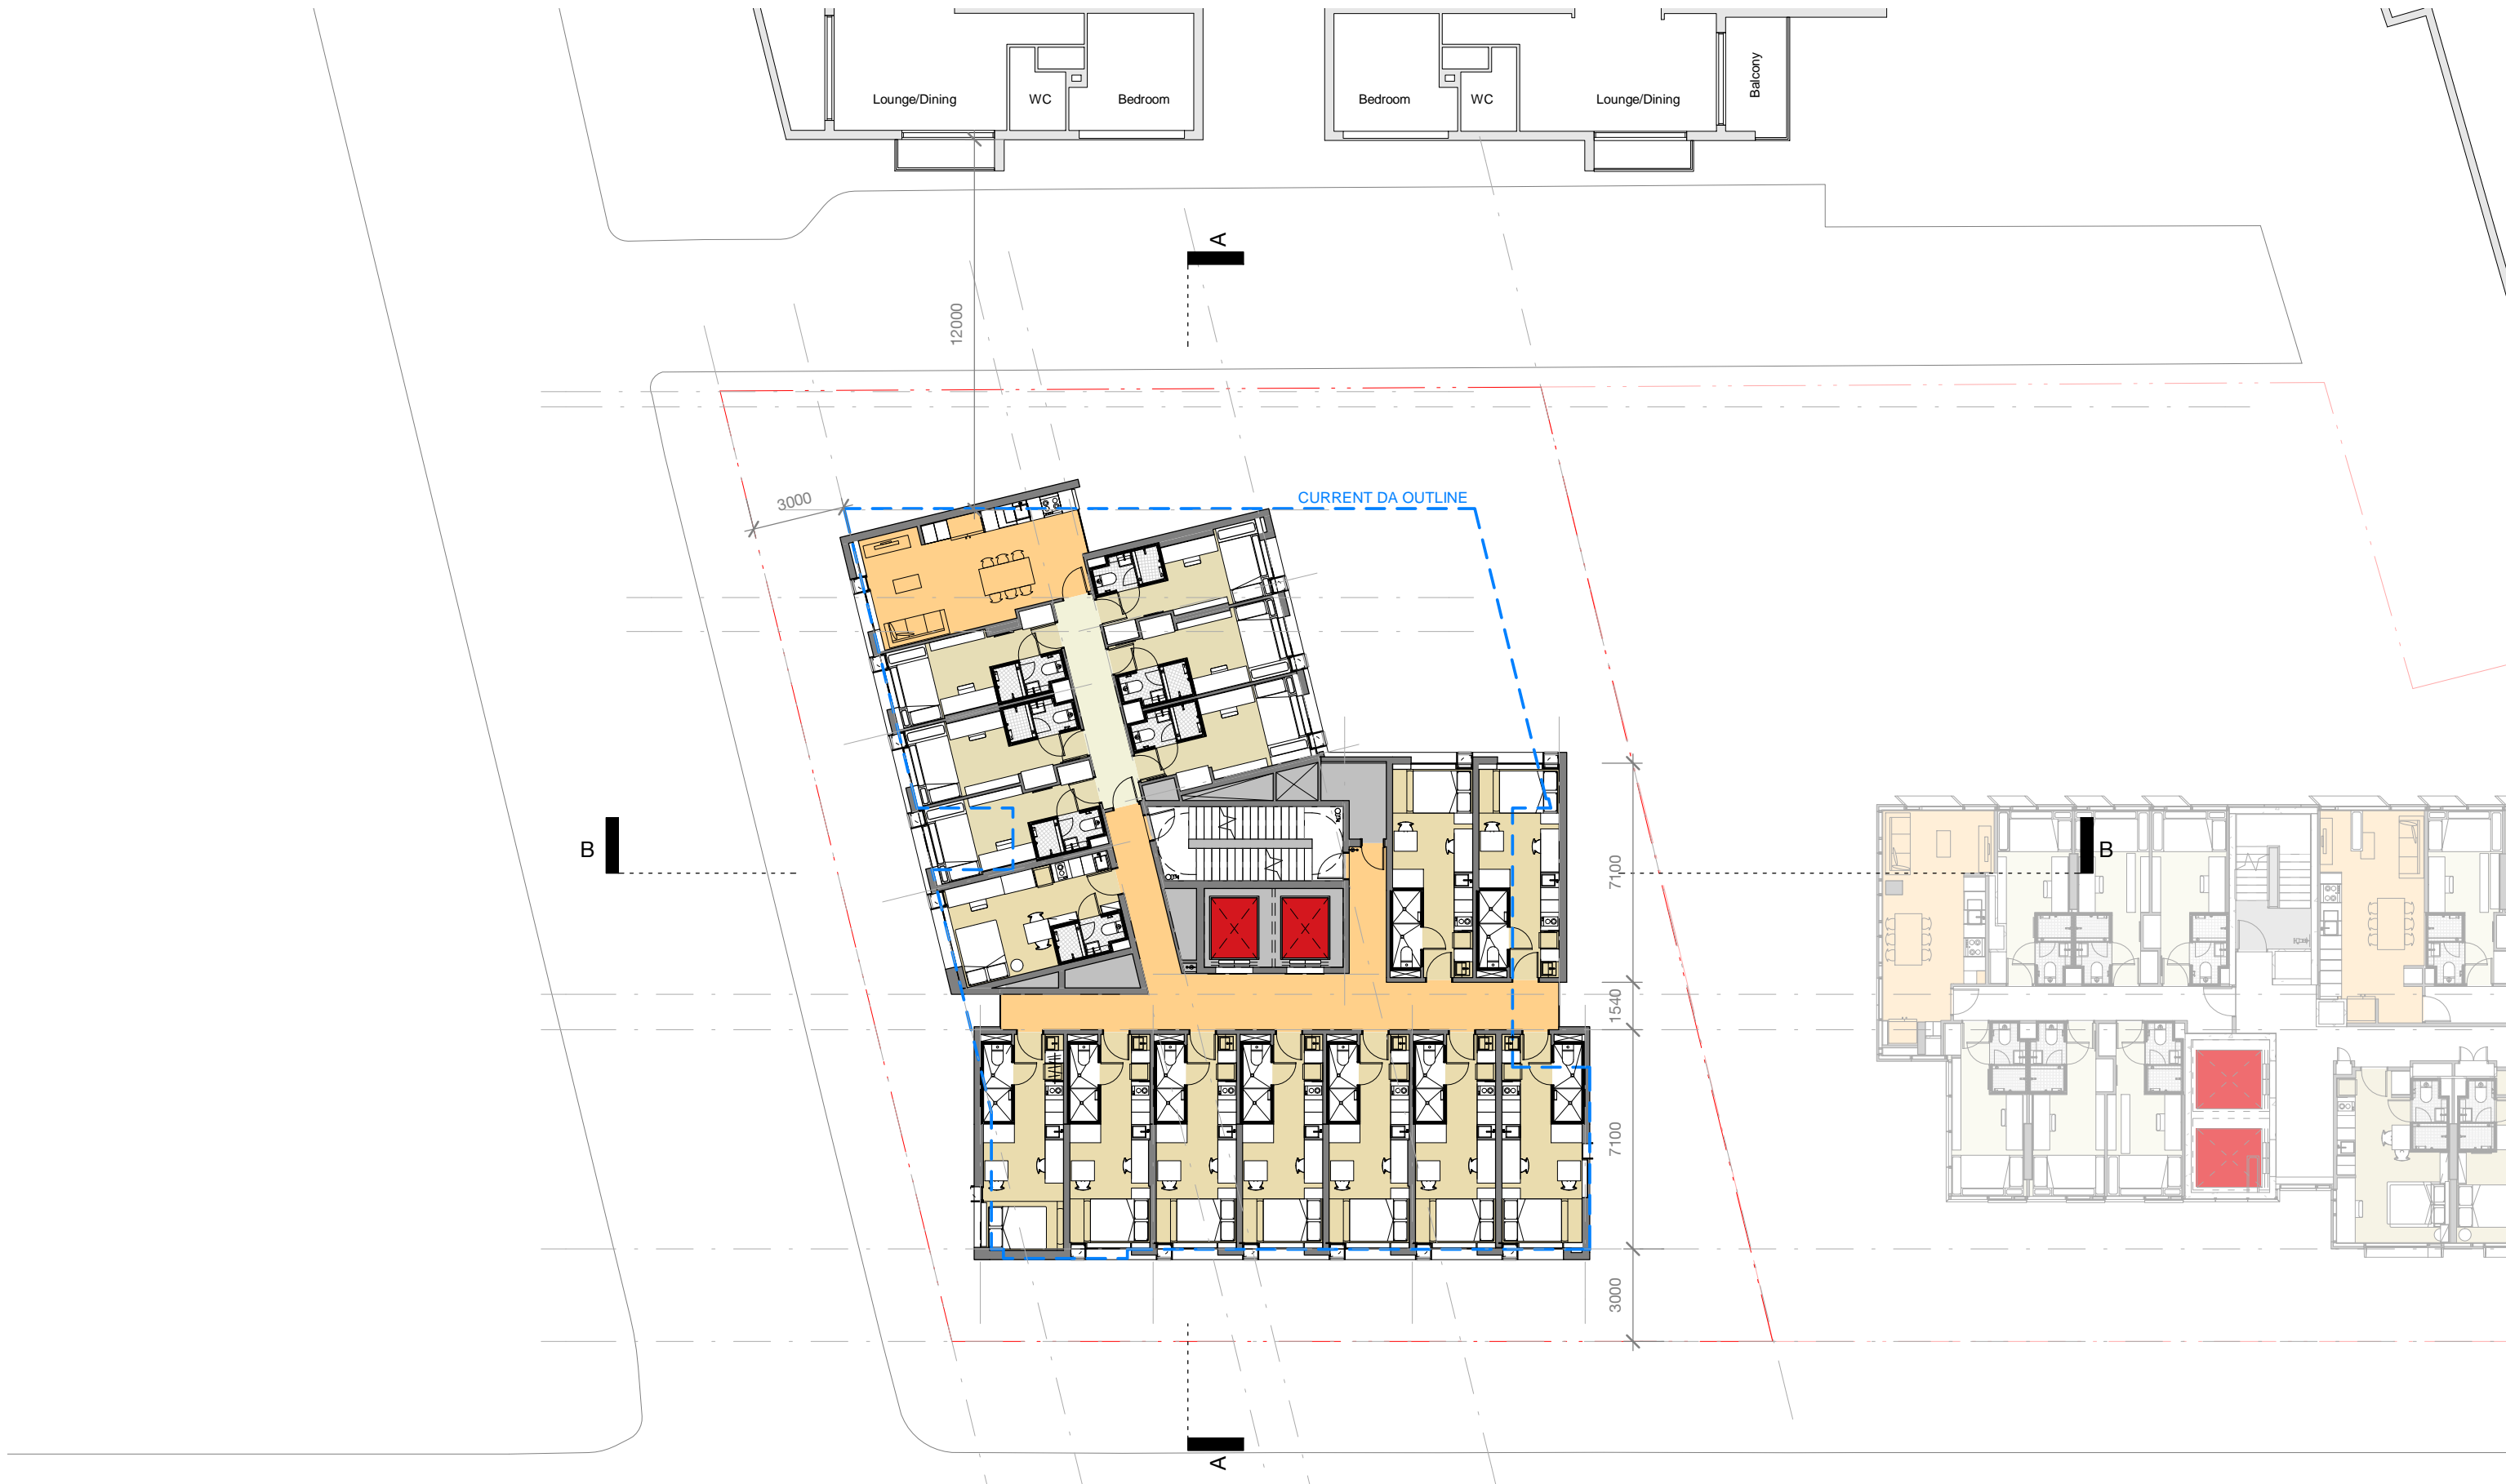 Balcony
Lounge/Dining
WC
Bedroom
Bedroom
WC
Lounge/Dining
A
12000
3000
CURRENT DA OUTLINE
B
B
7100
1540
7100
3000
A